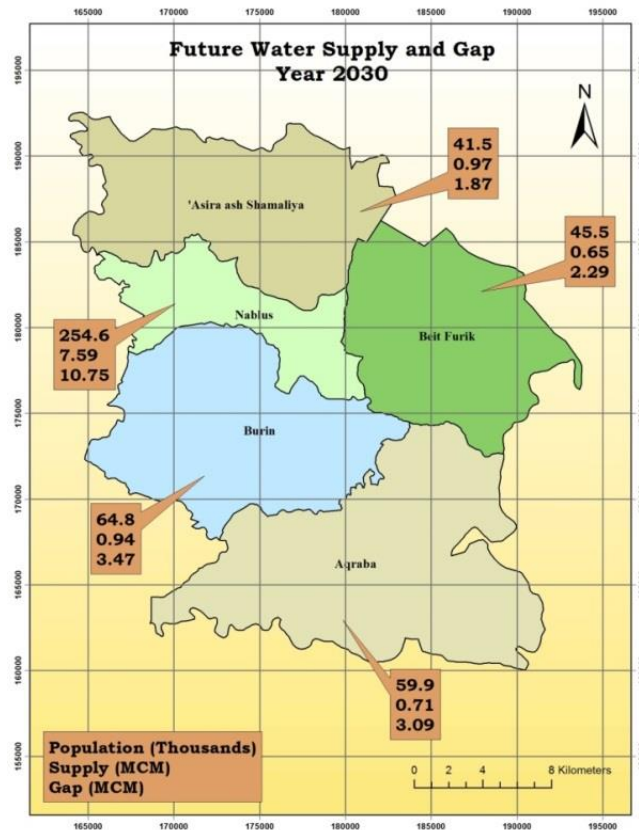 165000 170000 175000 180000 185000 190000 195000
Future Water Supply and Gap
Year 2030
N
195000
190000
185000
180000
175000
170000
165000
160000
155000
41.5
0.97
1.87
'Asira ash Shamaliya
45.5
0.65
2.29
Nablus
Beit Furik
254.6
7.59
10.75
Burin
64.8
0.94
3.47
Aqraba
59.9
0.71
3.09
Population (Thousands)
Supply (MCM)
Gap (MCM)
0 2 4 8 Kilometers
165000 170000 175000 180000 185000 190000 195000